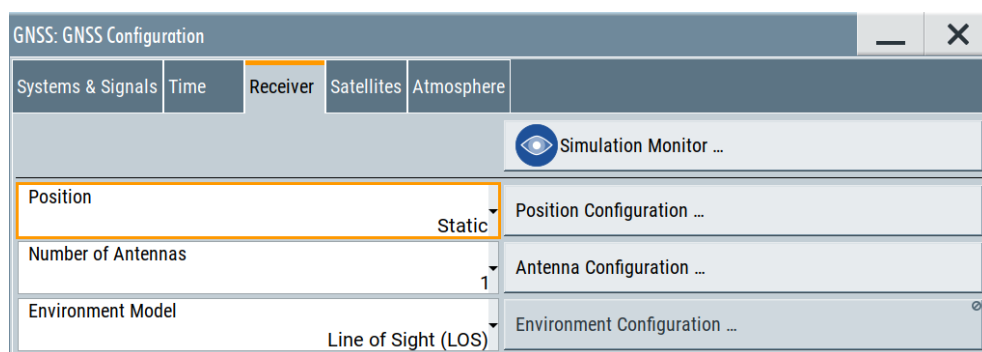 GNSS: GNSS Configuration
Systems & Signals Time Receiver Satellites Atmosphere
Simulation Monitor ...
Position
Static
Position Configuration ...
Number of Antennas
1
Antenna Configuration ...
Environment Model
Line of Sight (LOS)
Environment Configuration ...